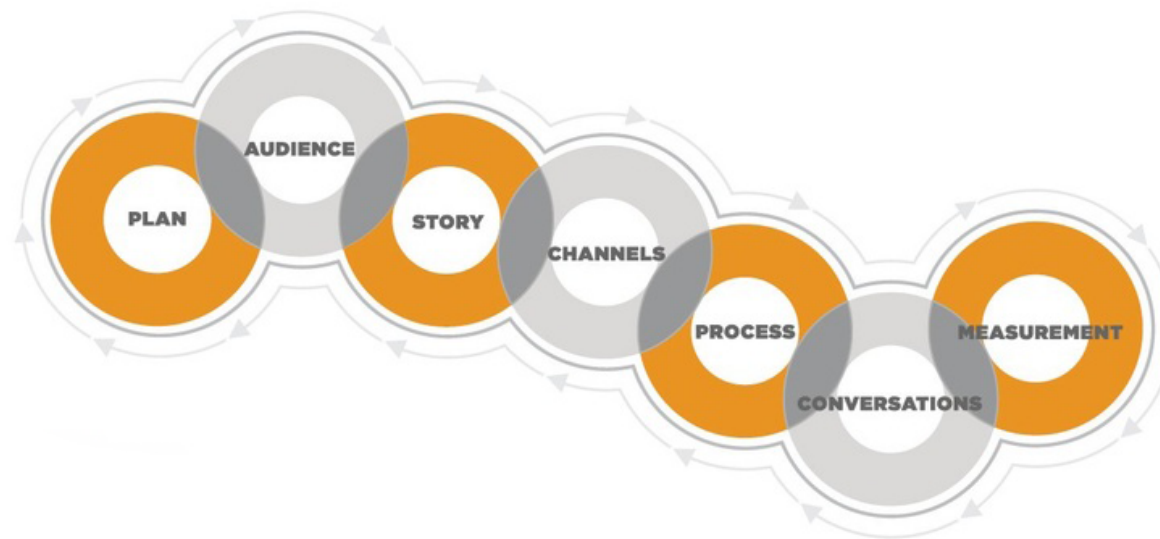 PLAN
AUDIENCE
STORY
CHANNELS
PROCESS
CONVERSATIONS
MEASUREMENT